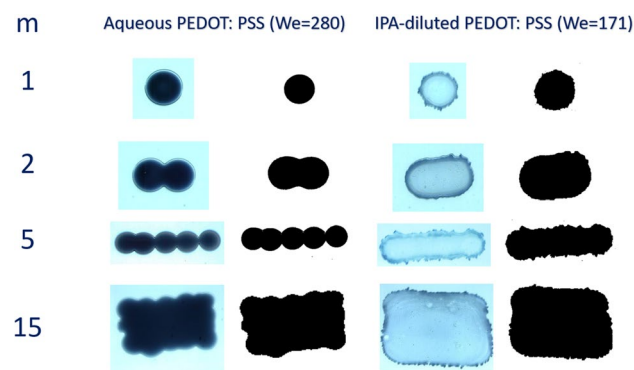 m Aqueous PEDOT: PSS (We=280) IPA-diluted PEDOT: PSS (We=171)
1
2
5
15